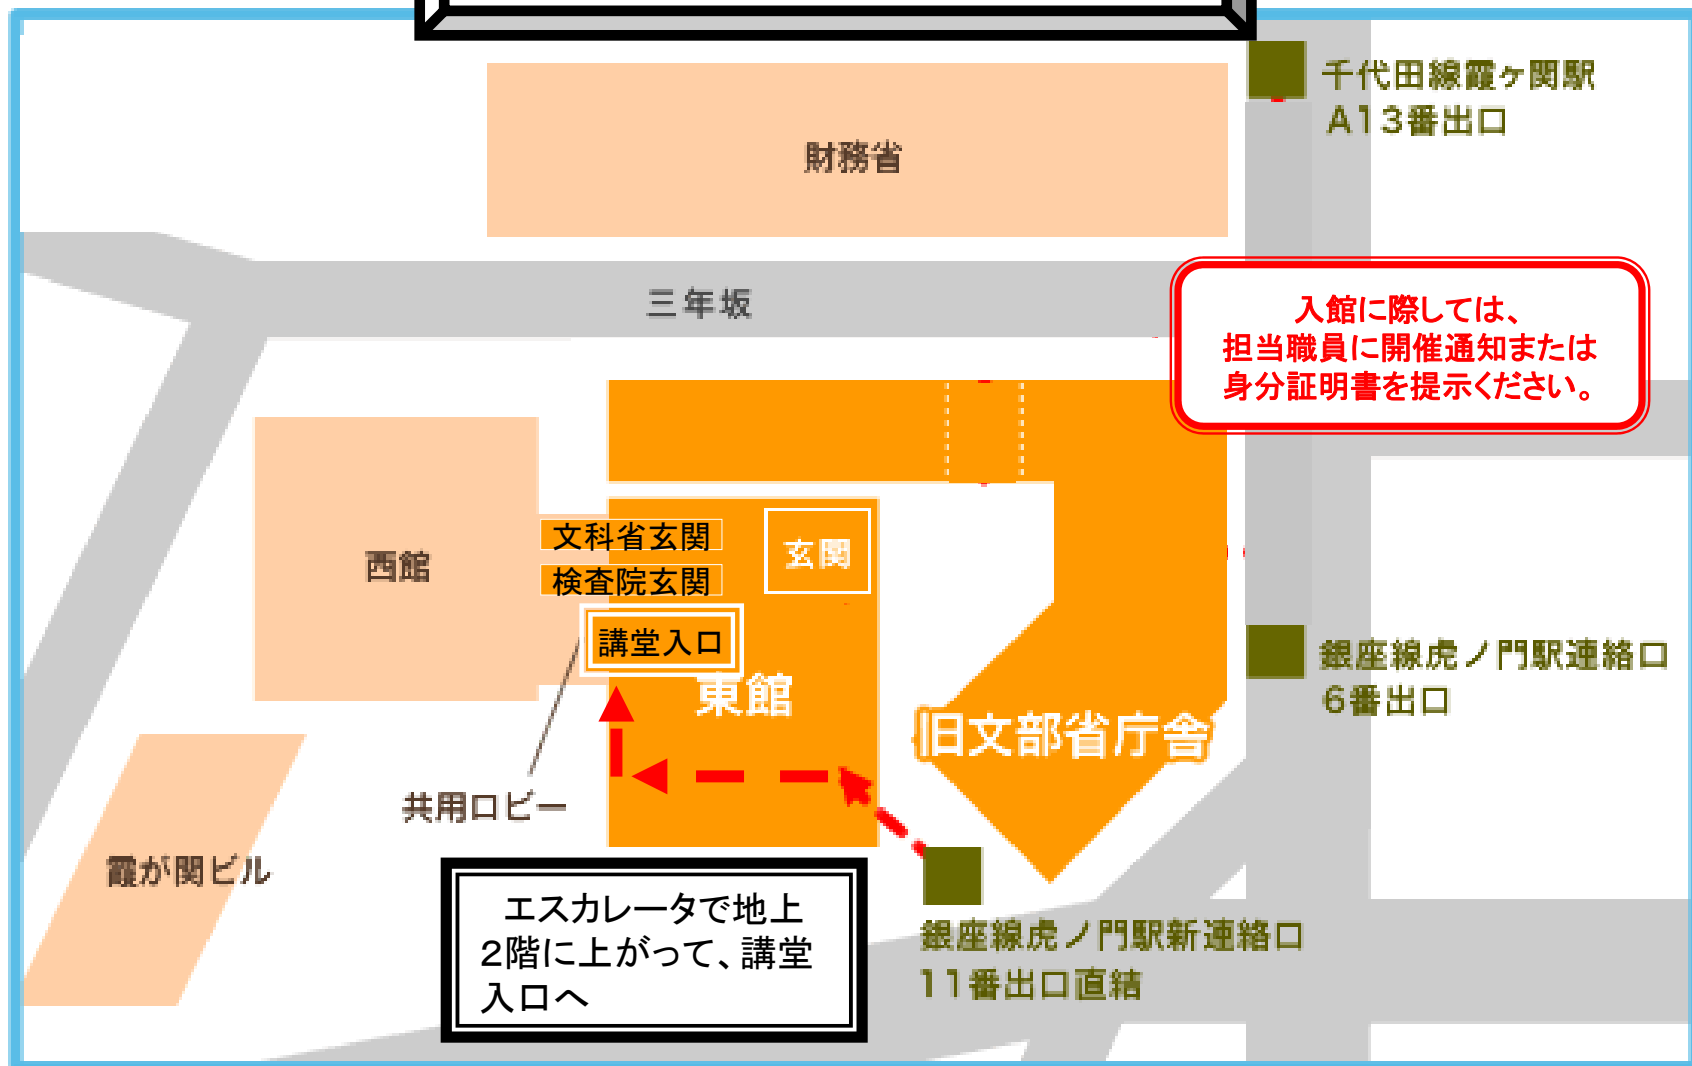 千代田線霞ヶ関駅
A13番出口
財務省
三年坂
入館に際しては、
担当職員に開催通知または
身分証明書を提示ください。
文科省玄関
玄関
西館
検査院玄関
講堂入口
東館
銀座線虎ノ門駅連絡口
6番出口
旧文部省庁舎
共用ロビー
霞が関ビル
エスカレータで地上
2階に上がって、講堂
入口へ
銀座線虎ノ門駅新連絡口
11番出口直結